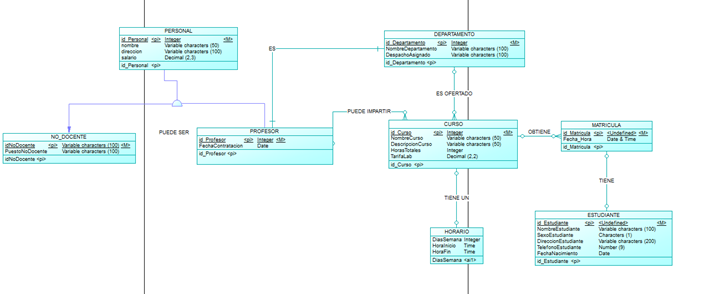 PERSONAL
id_Personal <pi> Integer <M>
nombre Variable characters (50)
direccion Variable characters (100)
salario Decimal (2,3)
id_Personal <pi>
DEPARTAMENTO
id_Departamento <pi> Integer <M>
NombreDepartamento Variable characters (100)
DespachoAsignado Variable characters (100)
id_Departamento <pi>
ES
ES OFERTADO
PUEDE IMPARTIR
NO_DOCENTE
idNoDocente <pi> Variable characters (100) <M>
PuestoNoDocente Variable characters (100)
idNoDocente <pi>
PUEDE SER
PROFESOR
id_Profesor <pi> Integer <M>
FechaContratacion Date
id_Profesor <pi>
CURSO
id_Curso <pi> Integer <M>
NombreCurso Variable characters (50)
DescripcionCurso Variable characters (50)
HorasTotales Integer
TarifaLab Decimal (2,2)
id_Curso <pi>
OBTIENE
MATRICULA
id_Matricula <pi> <Undefined> <M>
Fecha_Hora Date & Time
id_Matricula <pi>
TIENE
TIENE UN
HORARIO
DiasSemana Integer
HoraInicio Time
HoraFin Time
DiasSemana <ai1>
ESTUDIANTE
id_Estudiante <pi> <Undefined> <M>
NombreEstudiante Variable characters (100)
SexoEstudiante Characters (1)
DireccionEstudiante Variable characters (200)
TelefonoEstudiante Number (9)
FechaNacimiento Date
id_Estudiante <pi>